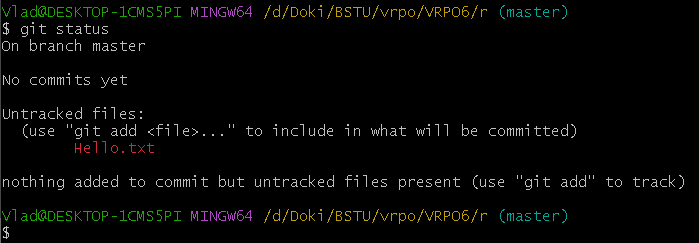 Vlad@DESKTOP-1CMS5PI MINGW64 /d/Doki/BSTU/vrpo/VRPO6/r (master)
$ git status
On branch master
No commits yet
Untracked files:
  (use "git add <file>..." to include in what will be committed)
        Hello.txt
nothing added to commit but untracked files present (use "git add" to track)
Vlad@DESKTOP-1CMS5PI MINGW64 /d/Doki/BSTU/vrpo/VRPO6/r (master)
$